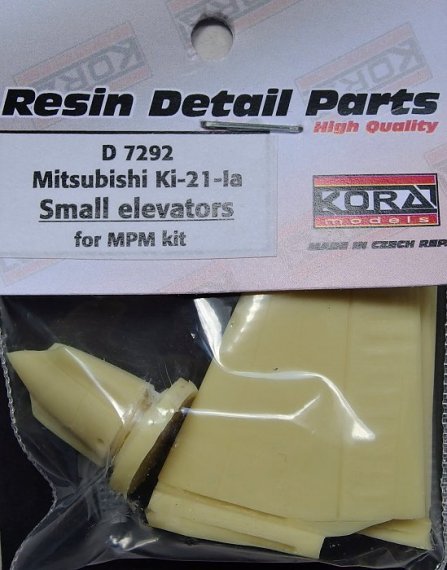 KORA
Resin Detail Parts
High Quality
D 7292
Mitsubishi Ki-21-Ia
Small elevators
for MPM kit
KORA
models
MADE IN CZECH REP